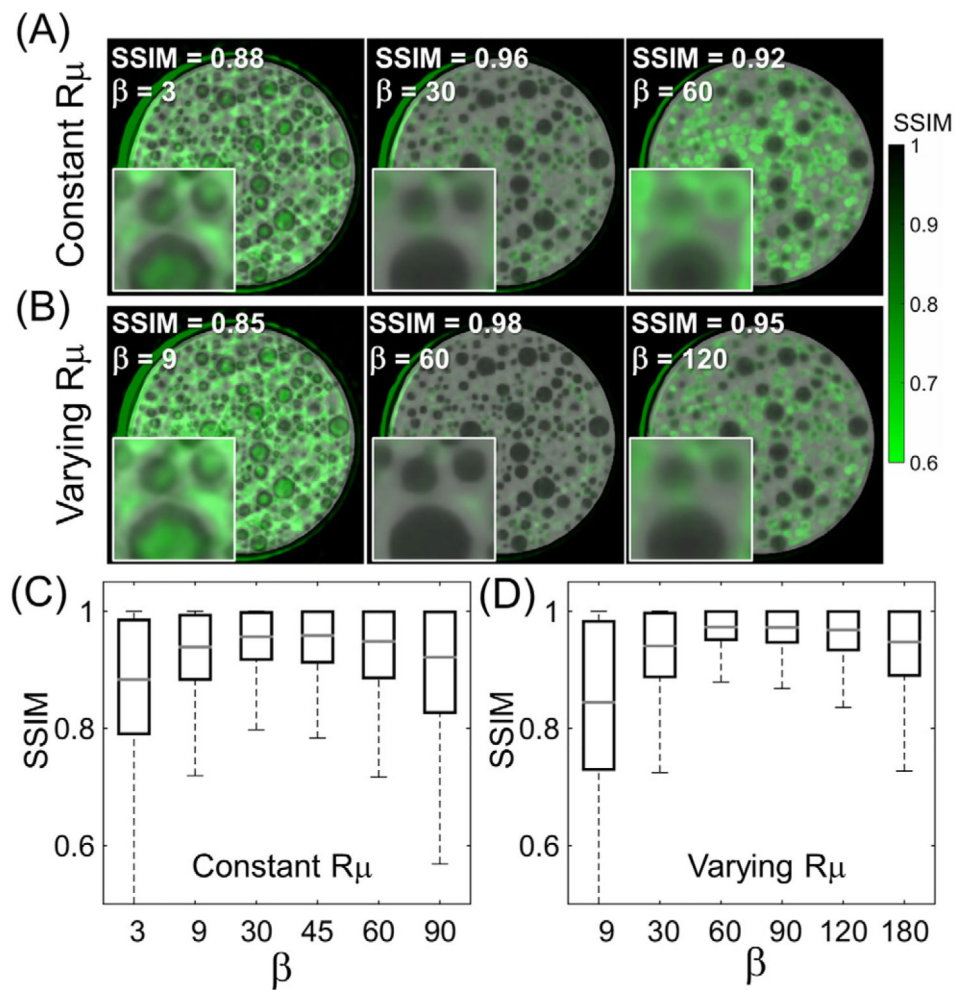 (A)
Constant Rμ
SSIM = 0.88
β = 3
SSIM = 0.96
β = 30
SSIM = 0.92
β = 60
SSIM
1
0.9
0.8
0.7
0.6
(B)
Varying Rμ
SSIM = 0.85
β = 9
SSIM = 0.98
β = 60
SSIM = 0.95
β = 120
(C)
SSIM
1
0.8
0.6
Constant Rμ
3 9 30 45 60 90
β
(D)
SSIM
1
0.8
0.6
Varying Rμ
9 30 60 90 120 180
β